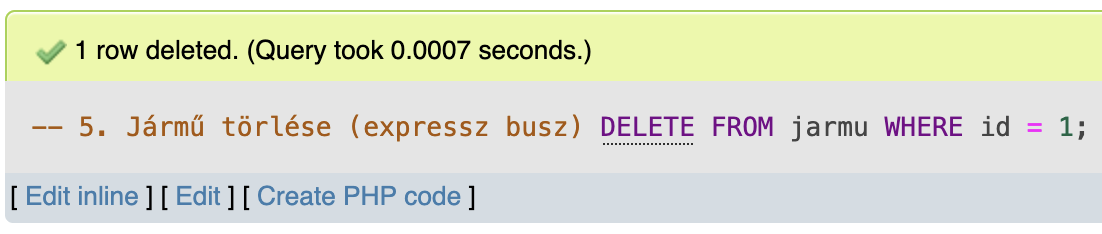 1 row deleted. (Query took 0.0007 seconds.)
-- 5. Jármű törlése (expressz busz) DELETE FROM jarmu WHERE id = 1;
[ Edit inline ] [ Edit ] [ Create PHP code ]